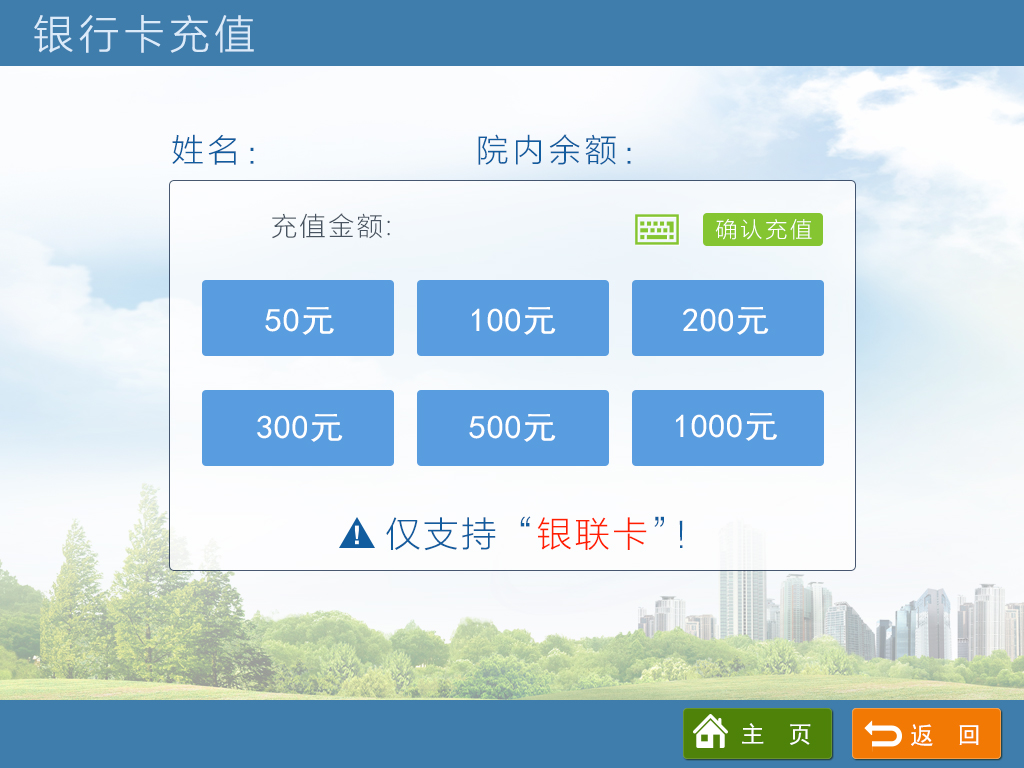 银行卡充值
姓名: 院内余额:
充值金额: 确认充值
50元 100元 200元
300元 500元 1000元
仅支持“银联卡”!
主 页 返 回